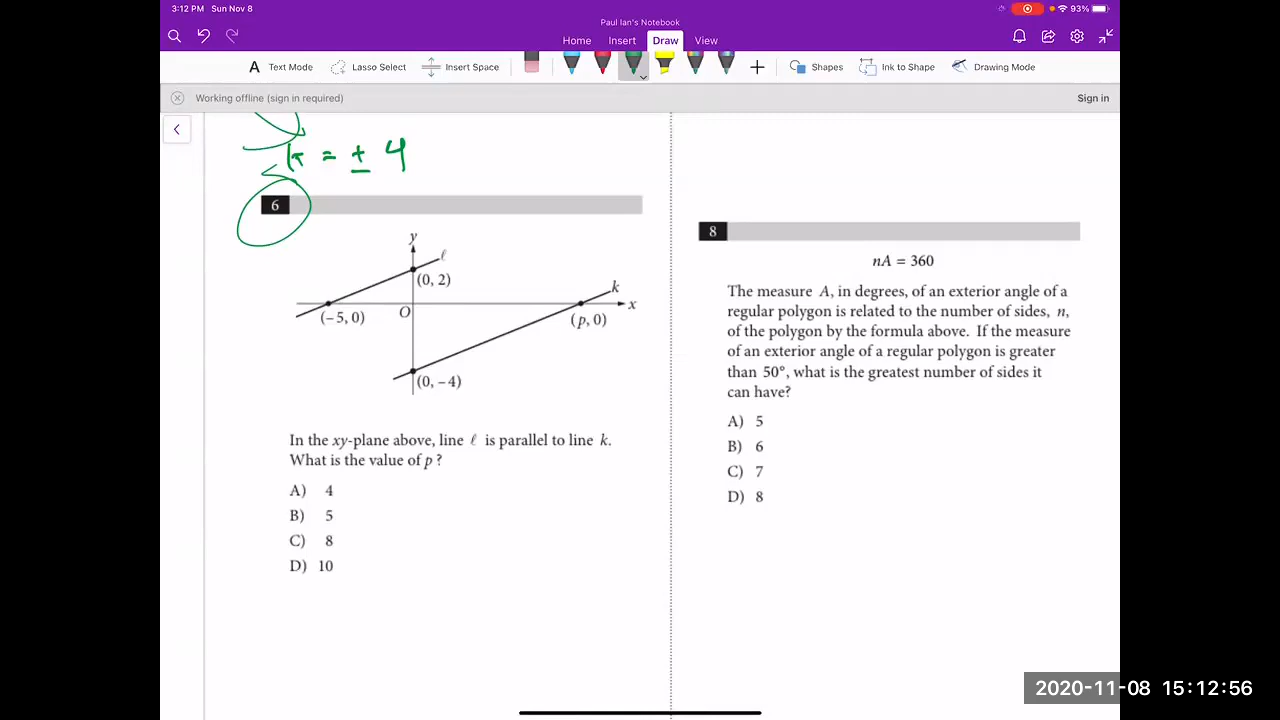 3:12 PM Sun Nov 8
93%
Paul Ian's Notebook
Home Insert Draw View
A Text Mode Lasso Select Insert Space + Shapes Ink to Shape Drawing Mode
Working offline (sign in required) Sign in
k = ± 4
6
y
ℓ
(0, 2)
k
(−5, 0) O (p, 0) x
(0, −4)
In the xy-plane above, line ℓ is parallel to line k.
What is the value of p ?
A) 4
B) 5
C) 8
D) 10
8
nA = 360
The measure A, in degrees, of an exterior angle of a
regular polygon is related to the number of sides, n,
of the polygon by the formula above. If the measure
of an exterior angle of a regular polygon is greater
than 50°, what is the greatest number of sides it
can have?
A) 5
B) 6
C) 7
D) 8
2020-11-08 15:12:56